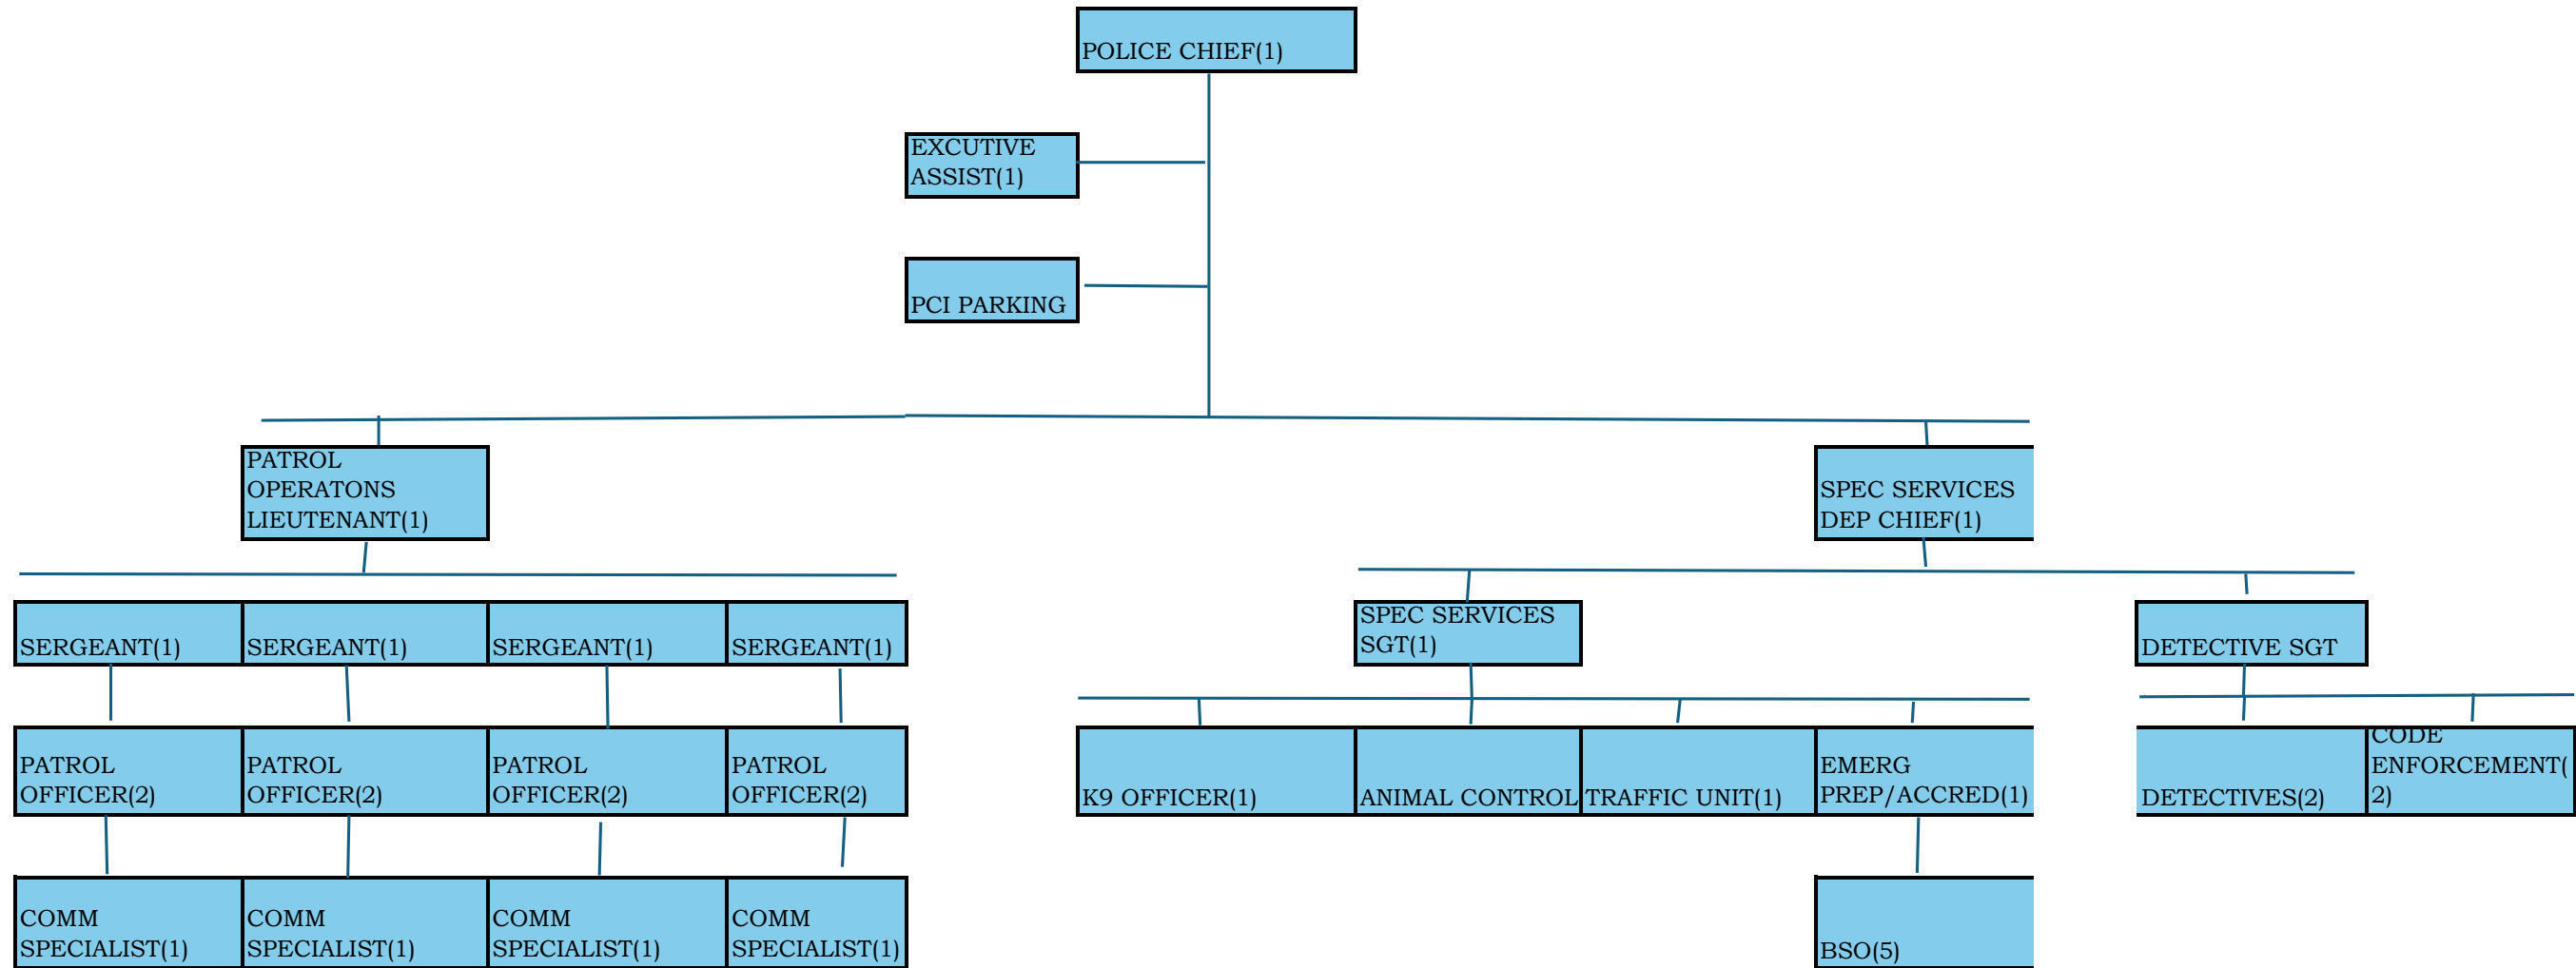 POLICE CHIEF(1)
EXCUTIVE
ASSIST(1)
PCI PARKING
PATROL
OPERATONS
LIEUTENANT(1)
SPEC SERVICES
DEP CHIEF(1)
SERGEANT(1)
SERGEANT(1)
SERGEANT(1)
SERGEANT(1)
SPEC SERVICES
SGT(1)
DETECTIVE SGT
PATROL
OFFICER(2)
PATROL
OFFICER(2)
PATROL
OFFICER(2)
PATROL
OFFICER(2)
K9 OFFICER(1)
ANIMAL CONTROL
TRAFFIC UNIT(1)
EMERG
PREP/ACCRED(1)
DETECTIVES(2)
CODE
ENFORCEMENT(
2)
COMM
SPECIALIST(1)
COMM
SPECIALIST(1)
COMM
SPECIALIST(1)
COMM
SPECIALIST(1)
BSO(5)